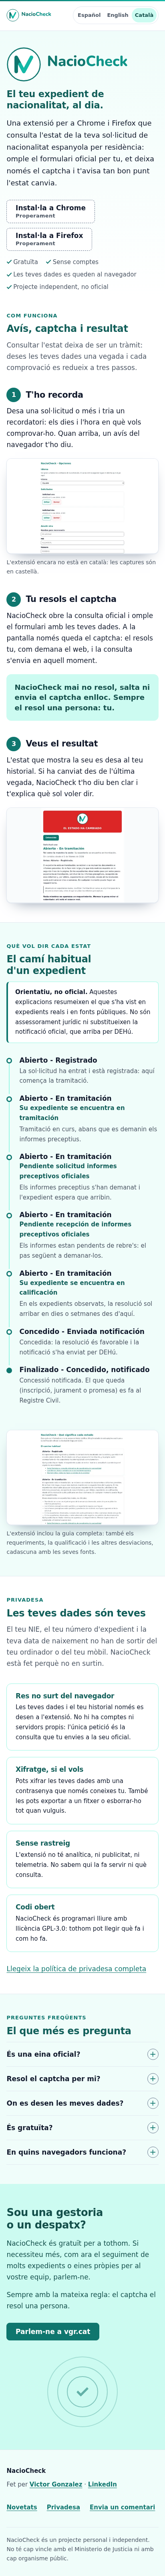 NacioCheck
Español English Català
NacioCheck
El teu expedient de
nacionalitat, al dia.
Una extensió per a Chrome i Firefox que
consulta l'estat de la teva sol·licitud de
nacionalitat espanyola per residència:
omple el formulari oficial per tu, et deixa
només el captcha i t'avisa tan bon punt
l'estat canvia.
Instal·la a Chrome
Properament
Instal·la a Firefox
Properament
Gratuïta Sense comptes
Les teves dades es queden al navegador
Projecte independent, no oficial
COM FUNCIONA
Avís, captcha i resultat
Consultar l'estat deixa de ser un tràmit:
deses les teves dades una vegada i cada
comprovació es redueix a tres passos.
1 T'ho recorda
Desa una sol·licitud o més i tria un
recordatori: els dies i l'hora en què vols
comprovar-ho. Quan arriba, un avís del
navegador t'ho diu.
L'extensió encara no està en català: les captures són
en castellà.
2 Tu resols el captcha
NacioCheck obre la consulta oficial i omple
el formulari amb les teves dades. A la
pantalla només queda el captcha: el resols
tu, com demana el web, i la consulta
s'envia en aquell moment.
NacioCheck mai no resol, salta ni
envia el captcha enlloc. Sempre
el resol una persona: tu.
3 Veus el resultat
L'estat que mostra la seu es desa al teu
historial. Si ha canviat des de l'última
vegada, NacioCheck t'ho diu ben clar i
t'explica què sol voler dir.
QUÈ VOL DIR CADA ESTAT
El camí habitual
d'un expedient
Orientatiu, no oficial. Aquestes
explicacions resumeixen el que s'ha vist en
expedients reals i en fonts públiques. No són
assessorament jurídic ni substitueixen la
notificació oficial, que arriba per DEHú.
Abierto - Registrado
La sol·licitud ha entrat i està registrada: aquí
comença la tramitació.
Abierto - En tramitación
Su expediente se encuentra en
tramitación
Tramitació en curs, abans que es demanin els
informes preceptius.
Abierto - En tramitación
Pendiente solicitud informes
preceptivos oficiales
Els informes preceptius s'han demanat i
l'expedient espera que arribin.
Abierto - En tramitación
Pendiente recepción de informes
preceptivos oficiales
Els informes estan pendents de rebre's: el
pas següent a demanar-los.
Abierto - En tramitación
Su expediente se encuentra en
calificación
En els expedients observats, la resolució sol
arribar en dies o setmanes des d'aquí.
Concedido - Enviada notificación
Concedida: la resolució és favorable i la
notificació s'ha enviat per DEHú.
Finalizado - Concedido, notificado
Concessió notificada. El que queda
(inscripció, jurament o promesa) es fa al
Registre Civil.
L'extensió inclou la guia completa: també els
requeriments, la qualificació i les altres desviacions,
cadascuna amb les seves fonts.
PRIVADESA
Les teves dades són teves
El teu NIE, el teu número d'expedient i la
teva data de naixement no han de sortir del
teu ordinador ni del teu mòbil. NacioCheck
està fet perquè no en surtin.
Res no surt del navegador
Les teves dades i el teu historial només es
desen a l'extensió. No hi ha comptes ni
servidors propis: l'única petició és la
consulta que tu envies a la seu oficial.
Xifratge, si el vols
Pots xifrar les teves dades amb una
contrasenya que només coneixes tu. També
les pots exportar a un fitxer o esborrar-ho
tot quan vulguis.
Sense rastreig
L'extensió no té analítica, ni publicitat, ni
telemetria. No sabem qui la fa servir ni què
consulta.
Codi obert
NacioCheck és programari lliure amb
llicència GPL-3.0: tothom pot llegir què fa i
com ho fa.
Llegeix la política de privadesa completa
PREGUNTES FREQÜENTS
El que més es pregunta
És una eina oficial?
Resol el captcha per mi?
On es desen les meves dades?
És gratuïta?
En quins navegadors funciona?
Sou una gestoria
o un despatx?
NacioCheck és gratuït per a tothom. Si
necessiteu més, com ara el seguiment de
molts expedients o eines pròpies per al
vostre equip, parlem-ne.
Sempre amb la mateixa regla: el captcha el
resol una persona.
Parlem-ne a vgr.cat
NacioCheck
Fet per Victor Gonzalez · LinkedIn
Novetats Privadesa Envia un comentari
NacioCheck és un projecte personal i independent.
No té cap vincle amb el Ministerio de Justicia ni amb
cap organisme públic.